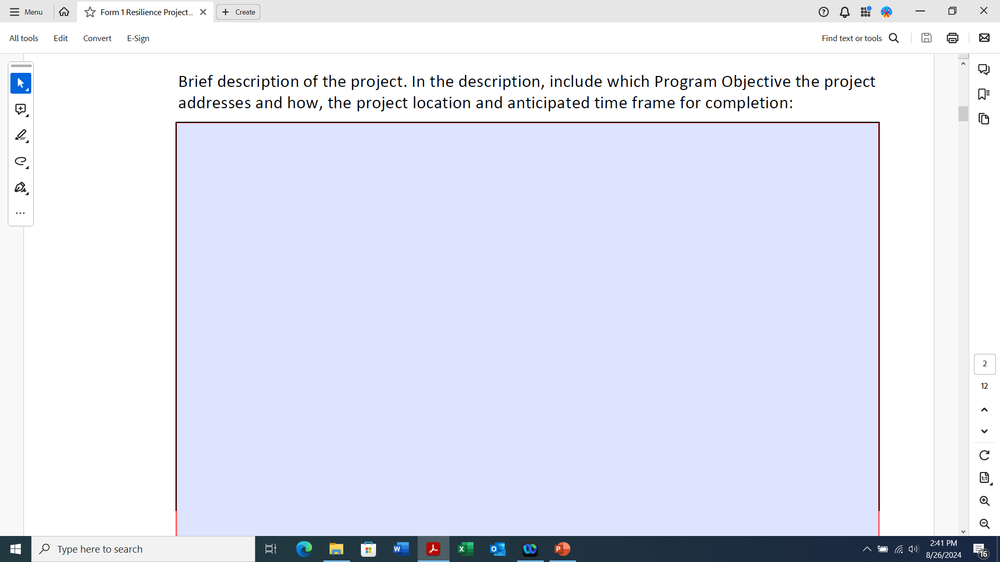 Menu
Form 1 Resilience Project...
Create
All tools
Edit
Convert
E-Sign
Find text or tools
Brief description of the project. In the description, include which Program Objective the project
addresses and how, the project location and anticipated time frame for completion:
2
12
1:1
Type here to search
2:41 PM
8/26/2024
16